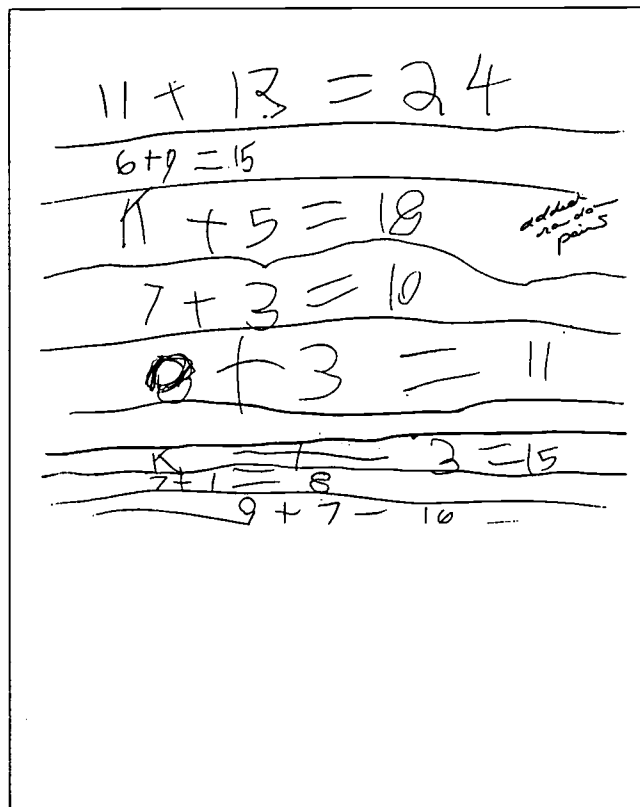 11 + 13 = 24
6+9 = 15
K + 5 = 18
added
random
pairs
7 + 3 = 10
8 + 3 = 11
K + 3 = 15
7+1 = 8
9 + 7 = 16